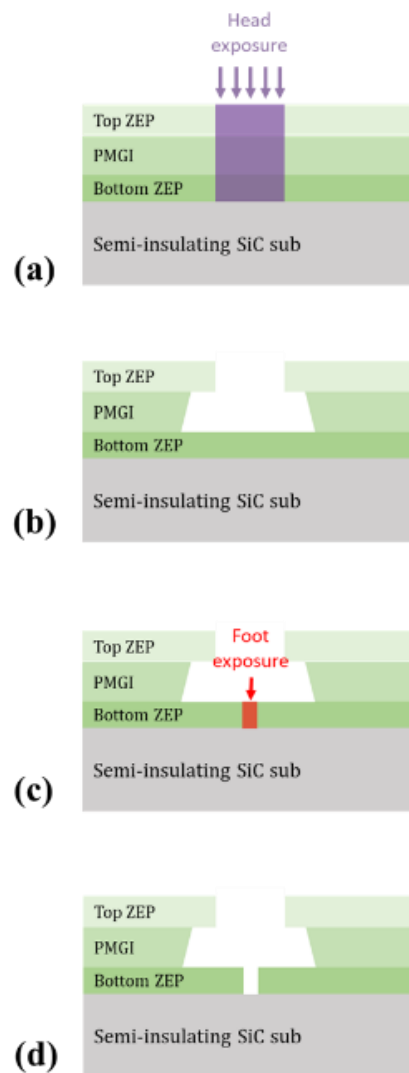 Head
exposure
Top ZEP
PMGI
Bottom ZEP
Semi-insulating SiC sub
(a)
Top ZEP
PMGI
Bottom ZEP
Semi-insulating SiC sub
(b)
Top ZEP
Foot
exposure
PMGI
Bottom ZEP
Semi-insulating SiC sub
(c)
Top ZEP
PMGI
Bottom ZEP
Semi-insulating SiC sub
(d)